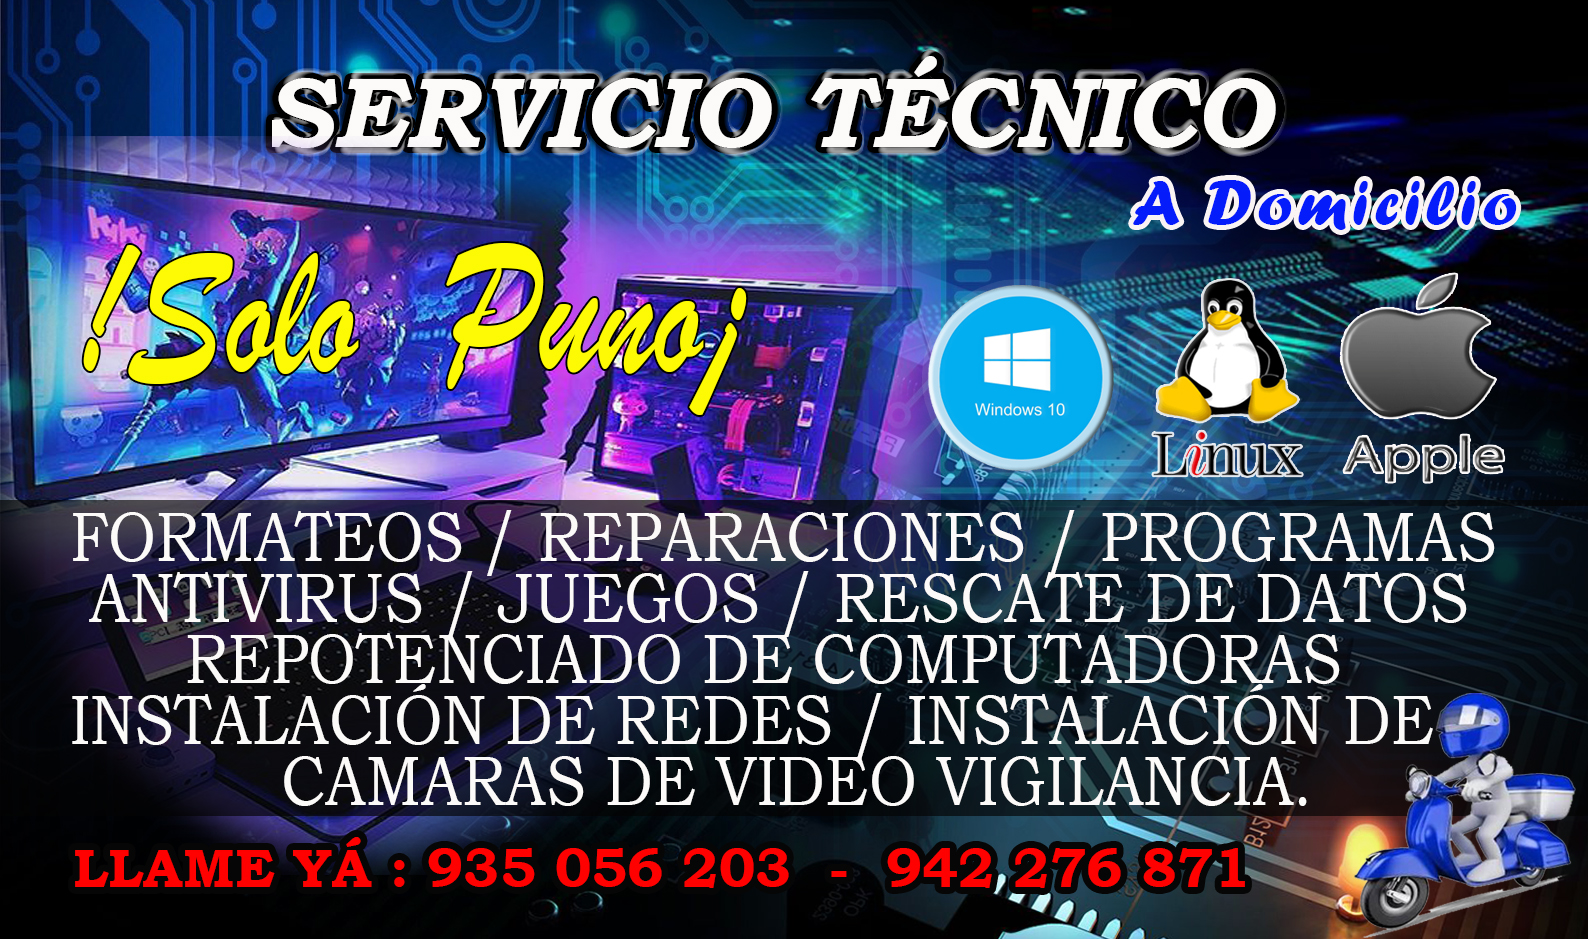 SERVICIO TÉCNICO
A Domicilio
!Solo Puno¡
Windows 10
Linux
Apple
FORMATEOS / REPARACIONES / PROGRAMAS
ANTIVIRUS / JUEGOS / RESCATE DE DATOS
REPOTENCIADO DE COMPUTADORAS
INSTALACIÓN DE REDES / INSTALACIÓN DE
CAMARAS DE VIDEO VIGILANCIA.
LLAME YÁ : 935 056 203 - 942 276 871